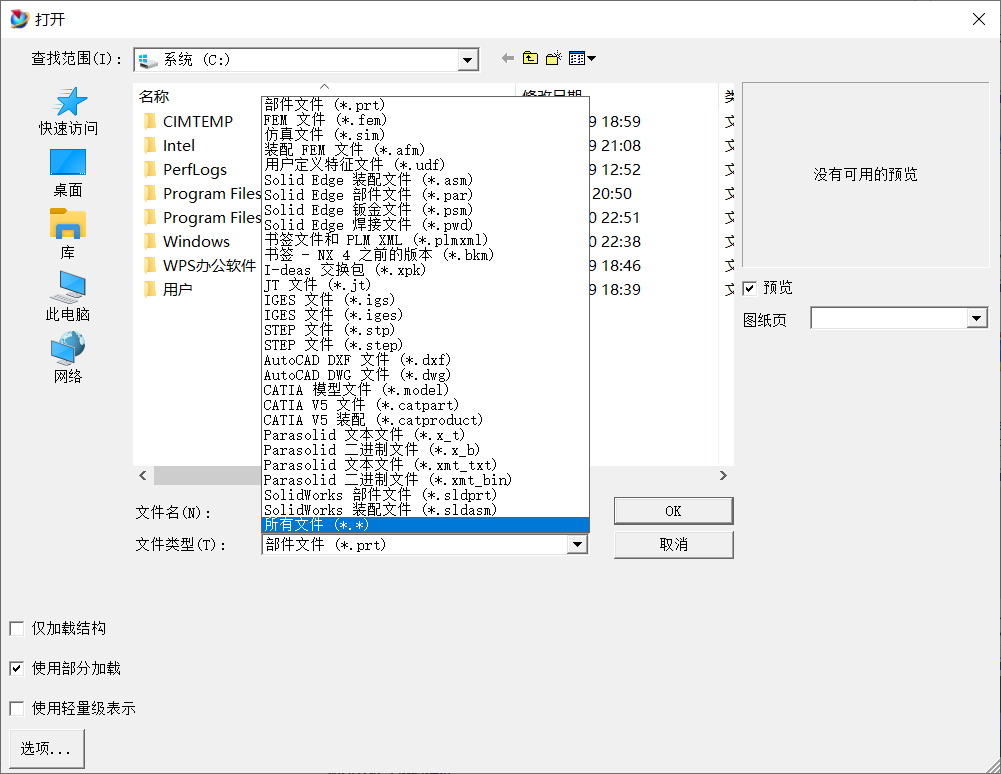 打开
查找范围(I)：
系统 (C:)
快速访问
桌面
库
此电脑
网络
名称
修改日期
CIMTEMP
9 18:59
Intel
9 21:08
PerfLogs
9 12:52
Program Files
20:50
Program Files
0 22:51
Windows
0 22:38
WPS办公软件
9 18:46
用户
9 18:39
部件文件 (*.prt)
FEM 文件 (*.fem)
仿真文件 (*.sim)
装配 FEM 文件 (*.afm)
用户定义特征文件 (*.udf)
Solid Edge 装配文件 (*.asm)
Solid Edge 部件文件 (*.par)
Solid Edge 钣金文件 (*.psm)
Solid Edge 焊接文件 (*.pwd)
书签文件和 PLM XML (*.plmxml)
书签 - NX 4 之前的版本 (*.bkm)
I-deas 交换包 (*.xpk)
JT 文件 (*.jt)
IGES 文件 (*.igs)
IGES 文件 (*.iges)
STEP 文件 (*.stp)
STEP 文件 (*.step)
AutoCAD DXF 文件 (*.dxf)
AutoCAD DWG 文件 (*.dwg)
CATIA 模型文件 (*.model)
CATIA V5 文件 (*.catpart)
CATIA V5 装配 (*.catproduct)
Parasolid 文本文件 (*.x_t)
Parasolid 二进制文件 (*.x_b)
Parasolid 文本文件 (*.xmt_txt)
Parasolid 二进制文件 (*.xmt_bin)
SolidWorks 部件文件 (*.sldprt)
SolidWorks 装配文件 (*.sldasm)
所有文件 (*.*)
没有可用的预览
预览
图纸页
文件名(N)：
OK
文件类型(T)：
部件文件 (*.prt)
取消
仅加载结构
使用部分加载
使用轻量级表示
选项...